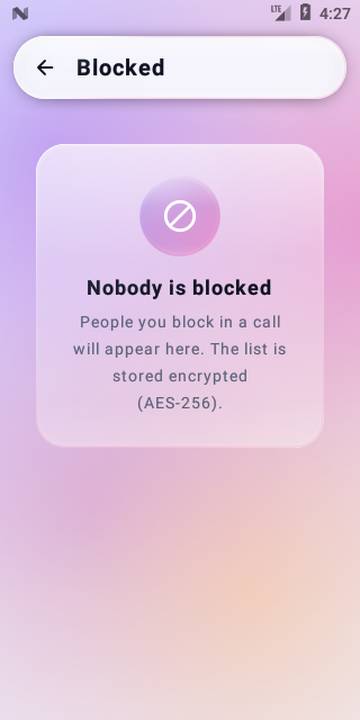 LTE 4:27
Blocked
Nobody is blocked
People you block in a call
will appear here. The list is
stored encrypted
(AES-256).